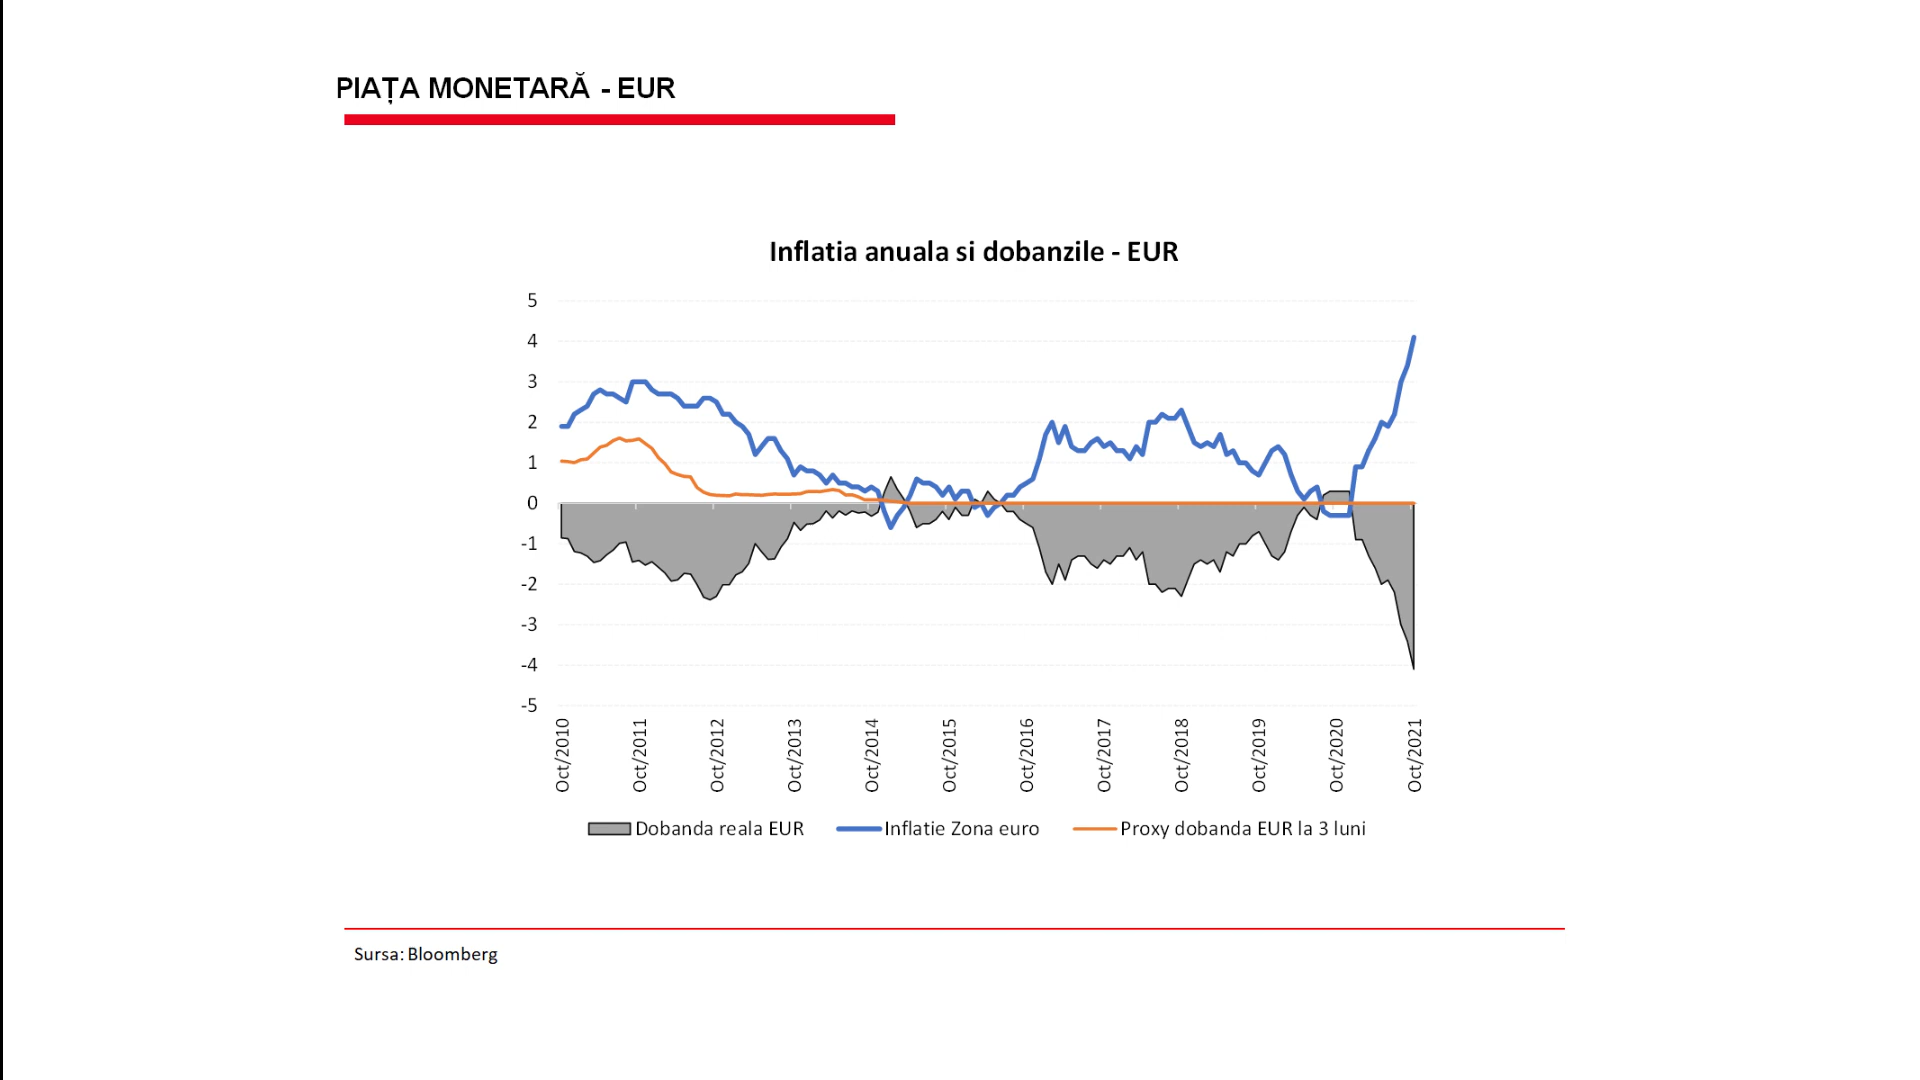 PIAȚA MONETARĂ - EUR
Inflatia anuala si dobanzile - EUR
5
4
3
2
1
0
-1
-2
-3
-4
-5
Oct/2010
Oct/2011
Oct/2012
Oct/2013
Oct/2014
Oct/2015
Oct/2016
Oct/2017
Oct/2018
Oct/2019
Oct/2020
Oct/2021
Dobanda reala EUR
Inflatie Zona euro
Proxy dobanda EUR la 3 luni
Sursa: Bloomberg